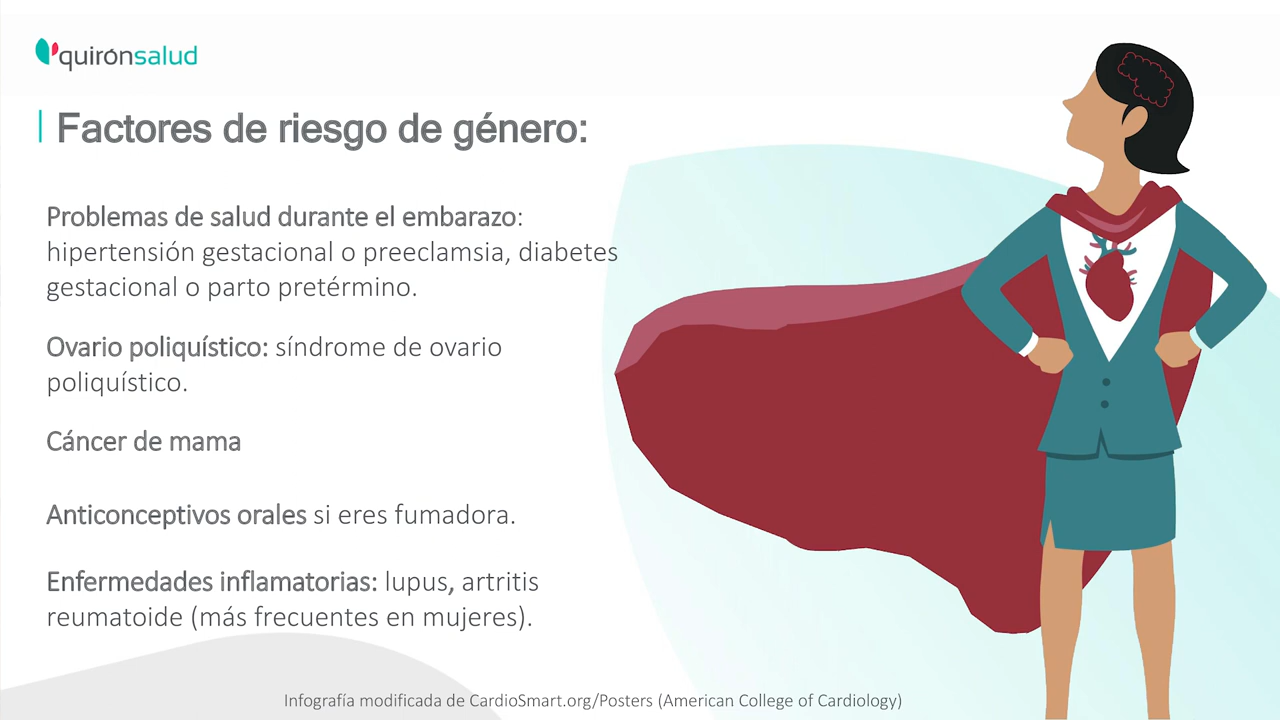 quirónsalud
Factores de riesgo de género:
Problemas de salud durante el embarazo:
hipertensión gestacional o preeclamsia, diabetes
gestacional o parto pretérmino.
Ovario poliquístico: síndrome de ovario
poliquístico.
Cáncer de mama
Anticonceptivos orales si eres fumadora.
Enfermedades inflamatorias: lupus, artritis
reumatoide (más frecuentes en mujeres).
Infografía modificada de CardioSmart.org/Posters (American College of Cardiology)